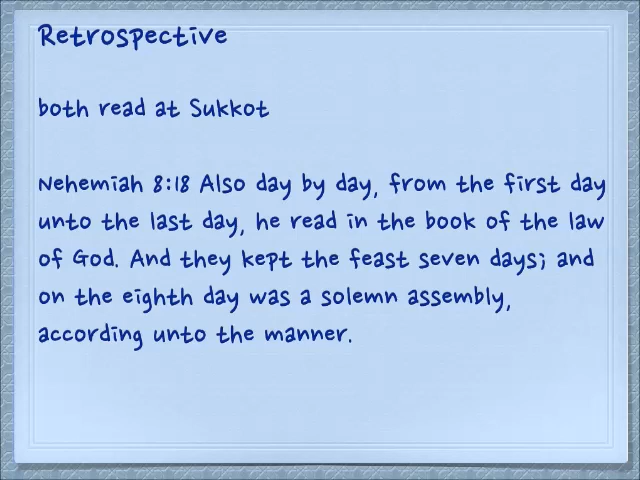 Retrospective
both read at Sukkot
Nehemiah 8:18 Also day by day, from the first day
unto the last day, he read in the book of the law
of God. And they kept the feast seven days; and
on the eighth day was a solemn assembly,
according unto the manner.